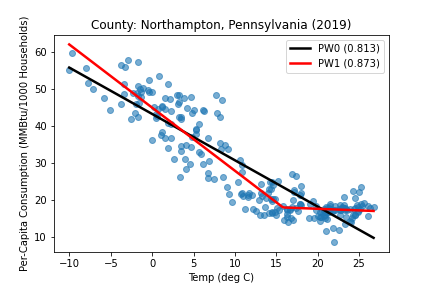 County: Northampton, Pennsylvania (2019)
PW0 (0.813)
PW1 (0.873)
Per-Capita Consumption (MMBtu/1000 Households)
60
50
40
30
20
10
−10 −5 0 5 10 15 20 25
Temp (deg C)